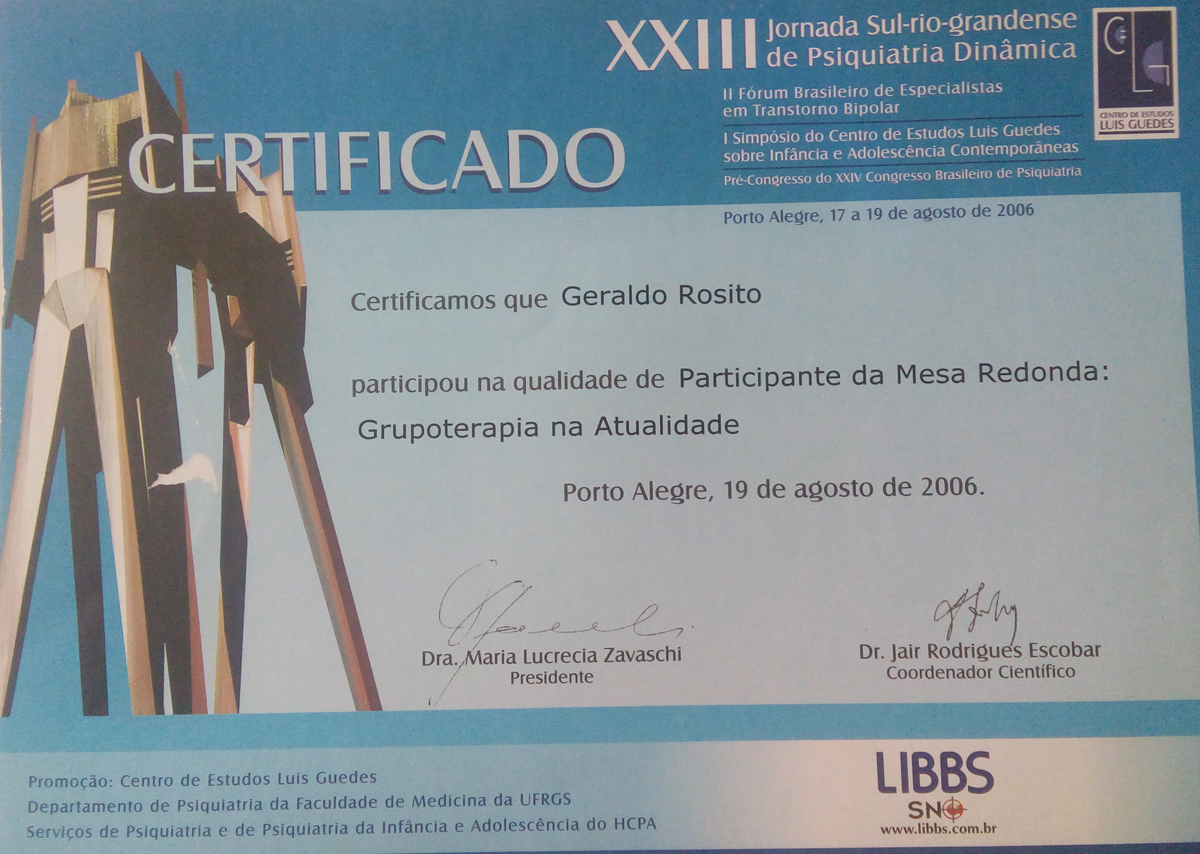 XXIII Jornada Sul-rio-grandense
de Psiquiatria Dinâmica
II Fórum Brasileiro de Especialistas
em Transtorno Bipolar
I Simpósio do Centro de Estudos Luis Guedes
sobre Infância e Adolescência Contemporâneas
Pré-Congresso do XXIV Congresso Brasileiro de Psiquiatria
Porto Alegre, 17 a 19 de agosto de 2006
CELG
CENTRO DE ESTUDOS
LUIS GUEDES
CERTIFICADO
Certificamos que Geraldo Rosito
participou na qualidade de Participante da Mesa Redonda:
Grupoterapia na Atualidade
Porto Alegre, 19 de agosto de 2006.
Dra. Maria Lucrecia Zavaschi
Presidente
Dr. Jair Rodrigues Escobar
Coordenador Científico
Promoção: Centro de Estudos Luis Guedes
Departamento de Psiquiatria da Faculdade de Medicina da UFRGS
Serviços de Psiquiatria e de Psiquiatria da Infância e Adolescência do HCPA
LIBBS
SNC
www.libbs.com.br